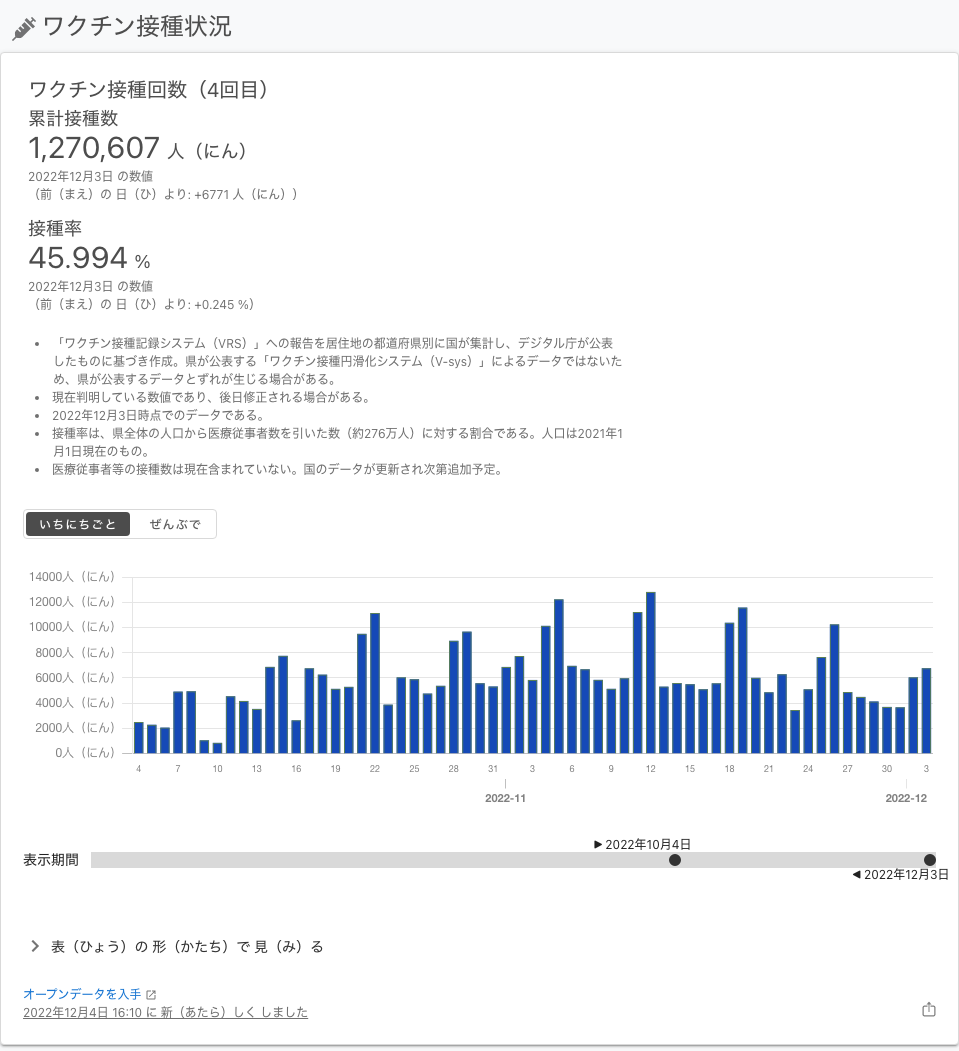 ワクチン接種状況
ワクチン接種回数（4回目）
累計接種数
1,270,607 人（にん）
2022年12月3日 の数値
（前（まえ）の 日（ひ）より: +6771 人（にん））
接種率
45.994 %
2022年12月3日 の数値
（前（まえ）の 日（ひ）より: +0.245 %）
• 「ワクチン接種記録システム（VRS）」への報告を居住地の都道府県別に国が集計し、デジタル庁が公表
したものに基づき作成。県が公表する「ワクチン接種円滑化システム（V-sys）」によるデータではないた
め、県が公表するデータとずれが生じる場合がある。
• 現在判明している数値であり、後日修正される場合がある。
• 2022年12月3日時点でのデータである。
• 接種率は、県全体の人口から医療従事者数を引いた数（約276万人）に対する割合である。人口は2021年1
月1日現在のもの。
• 医療従事者等の接種数は現在含まれていない。国のデータが更新され次第追加予定。
いちにちごと ぜんぶで
14000人（にん）
12000人（にん）
10000人（にん）
8000人（にん）
6000人（にん）
4000人（にん）
2000人（にん）
0人（にん）
4 7 10 13 16 19 22 25 28 31 3 6 9 12 15 18 21 24 27 30 3
2022-11 2022-12
▶ 2022年10月4日
表示期間
◀ 2022年12月3日
表（ひょう）の 形（かたち）で 見（み）る
オープンデータを入手
2022年12月4日 16:10 に 新（あたら）しく しました